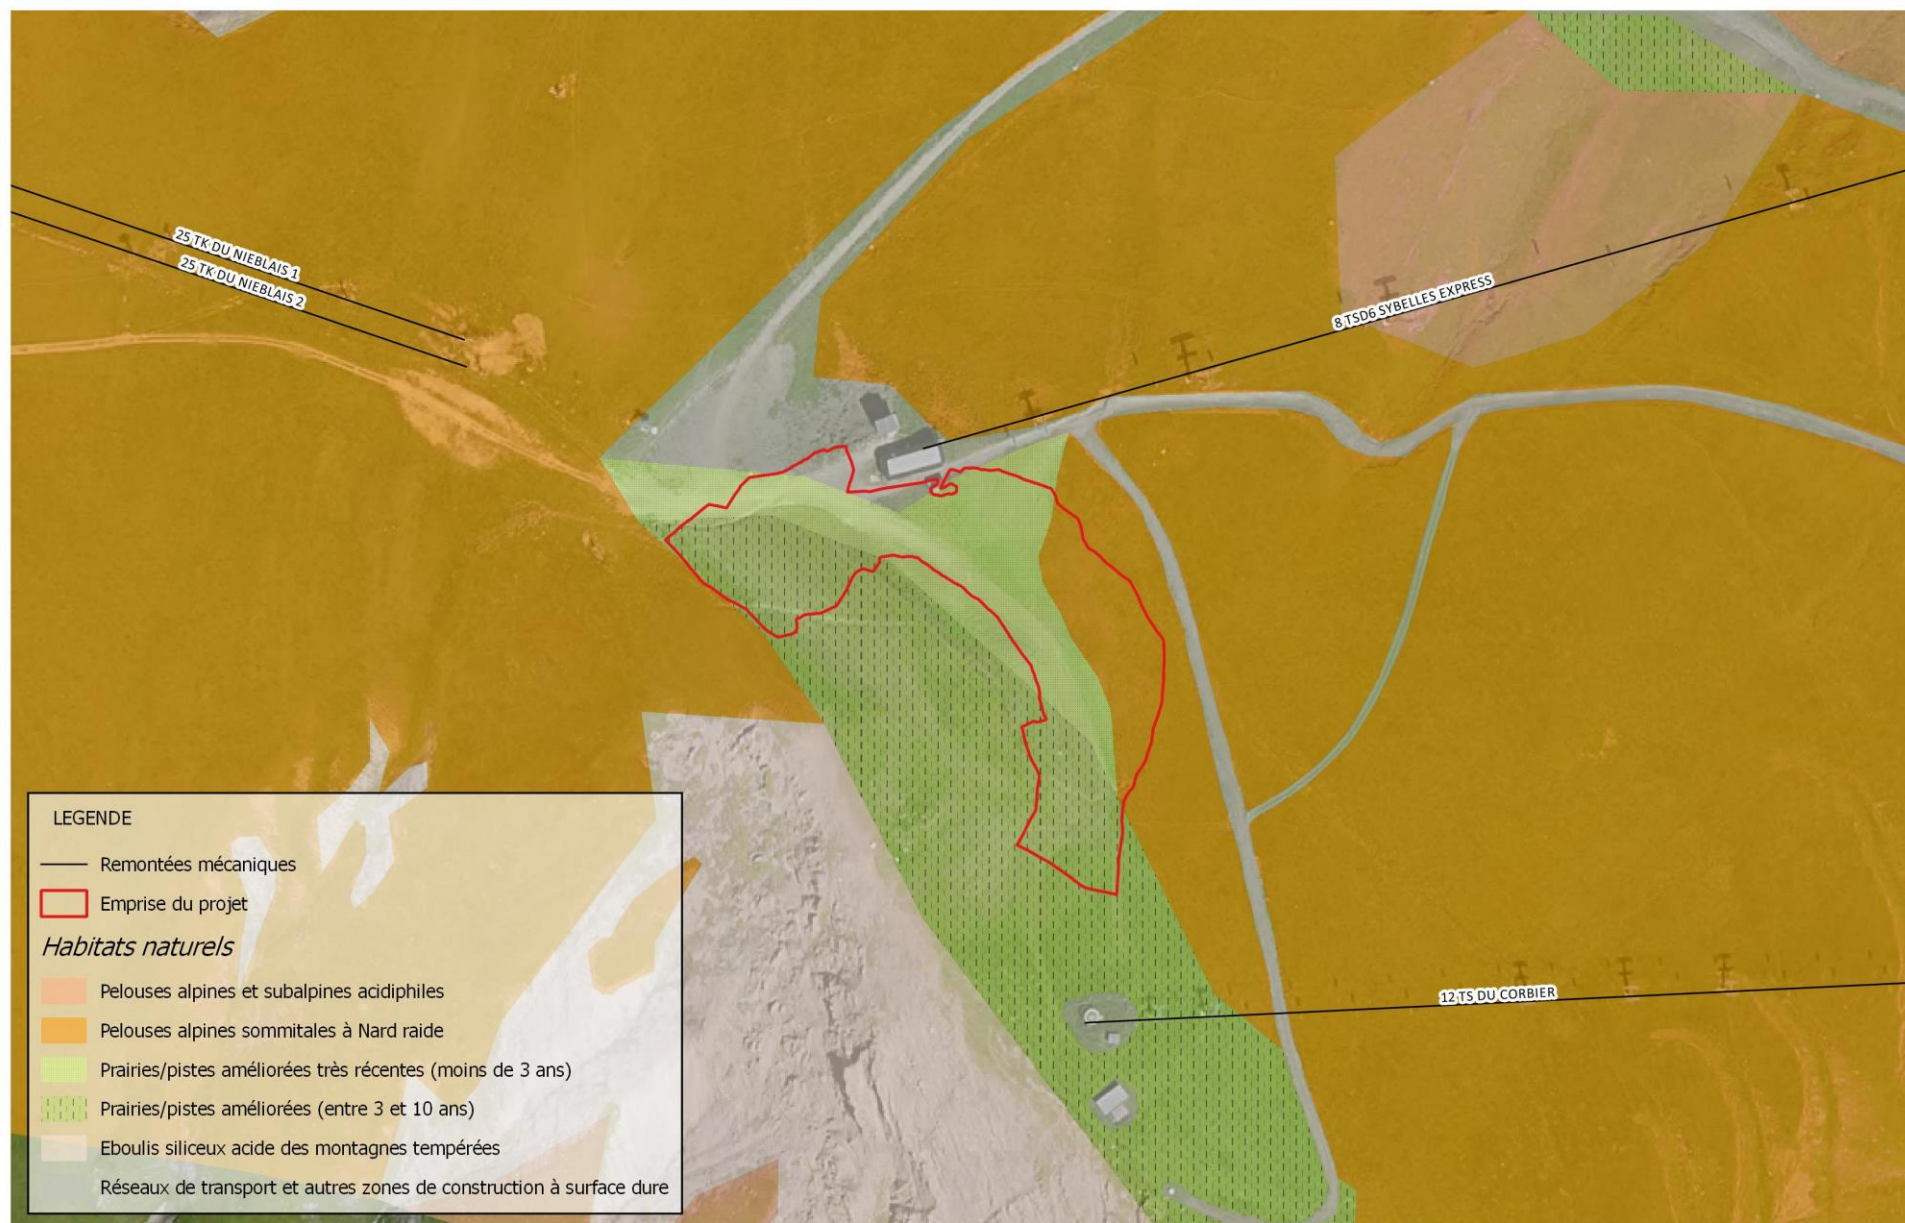 25 TK DU NIEBLAIS 1
25 TK DU NIEBLAIS 2
8 TSD6 SYBELLES EXPRESS
12 TS DU CORBIER
LEGENDE
Remontées mécaniques
Emprise du projet
Habitats naturels
Pelouses alpines et subalpines acidiphiles
Pelouses alpines sommitales à Nard raide
Prairies/pistes améliorées très récentes (moins de 3 ans)
Prairies/pistes améliorées (entre 3 et 10 ans)
Eboulis siliceux acide des montagnes tempérées
Réseaux de transport et autres zones de construction à surface dure